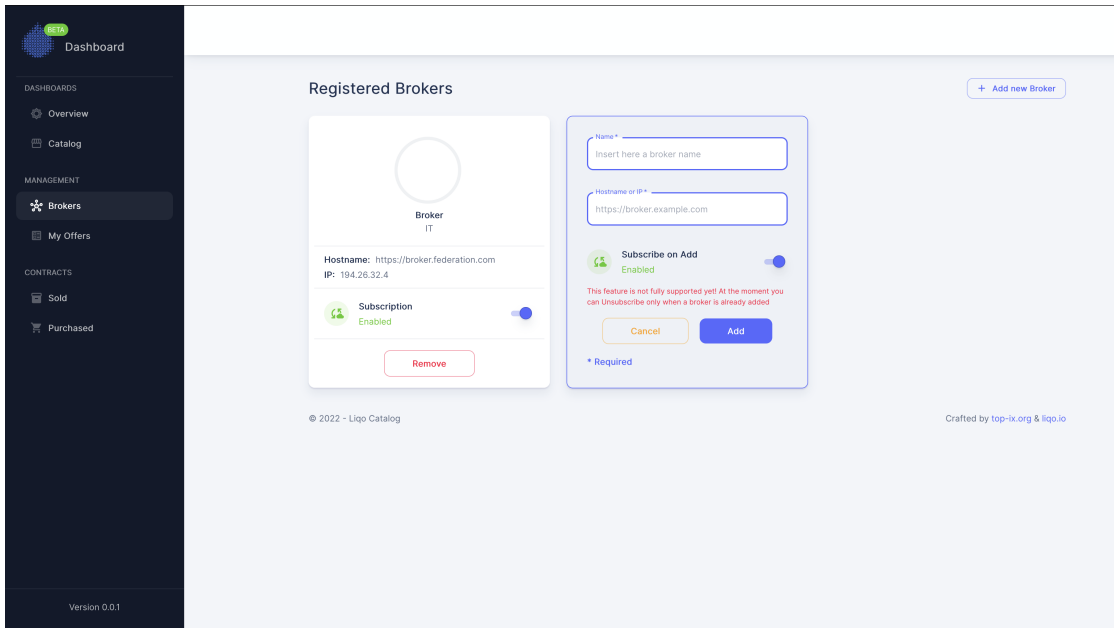 BETA
Dashboard
DASHBOARDS
Overview
Catalog
MANAGEMENT
Brokers
My Offers
CONTRACTS
Sold
Purchased
Version 0.0.1
Registered Brokers
+ Add new Broker
Broker
IT
Hostname: https://broker.federation.com
IP: 194.26.32.4
Subscription
Enabled
Remove
Name *
Insert here a broker name
Hostname or IP *
https://broker.example.com
Subscribe on Add
Enabled
This feature is not fully supported yet! At the moment you
can Unsubscribe only when a broker is already added
Cancel
Add
* Required
© 2022 - Liqo Catalog
Crafted by top-ix.org & liqo.io